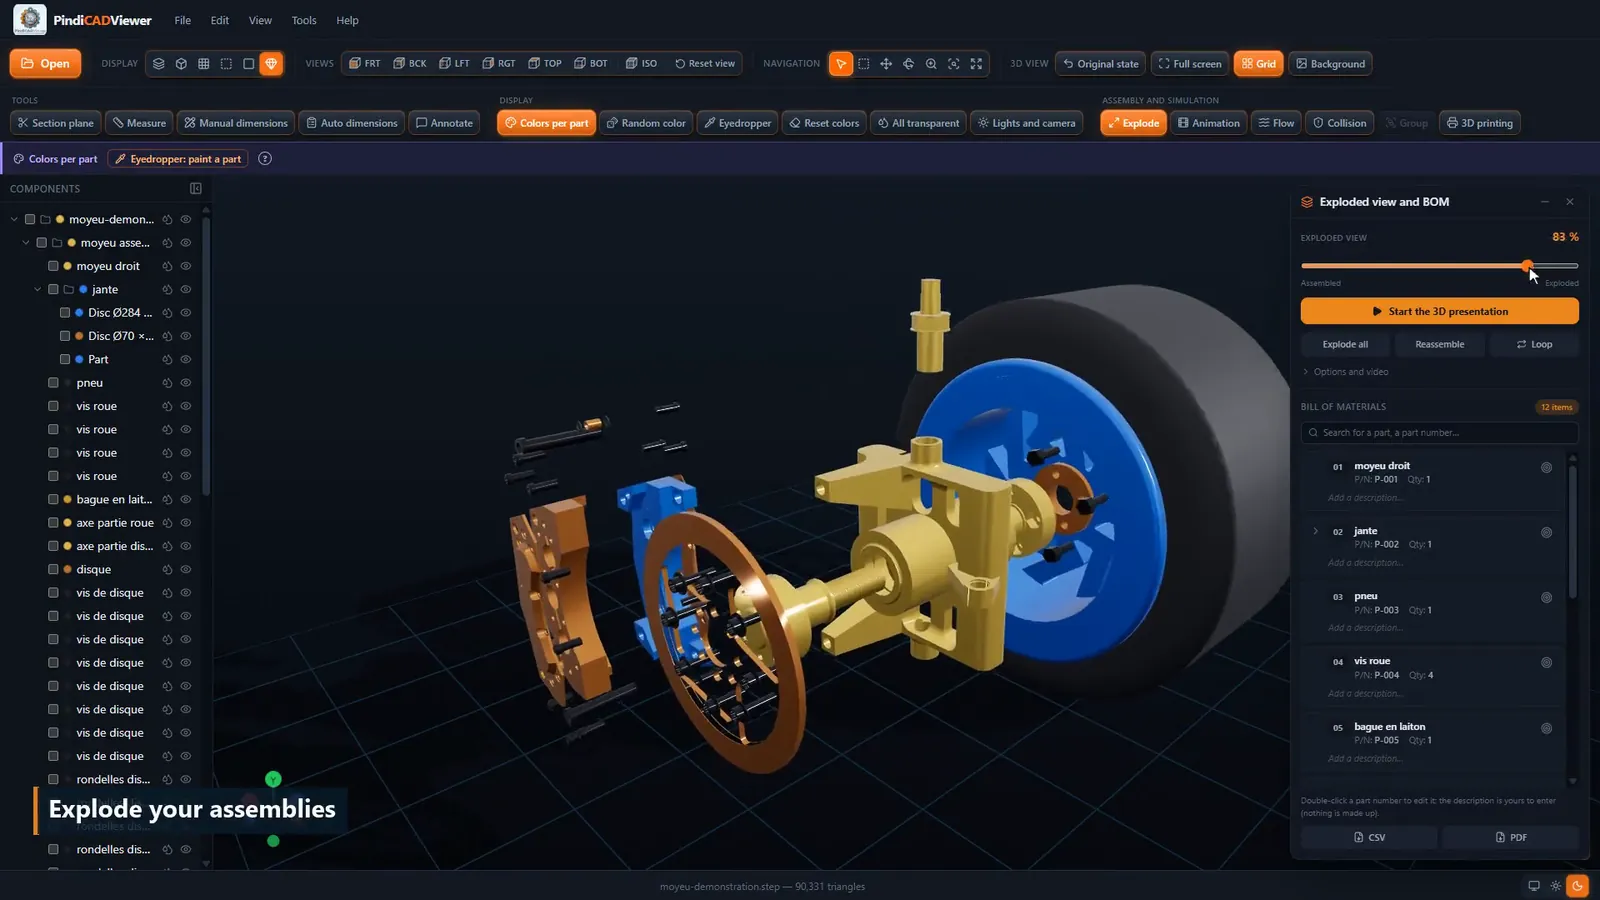 PindiCADViewer File Edit View Tools Help
Open DISPLAY VIEWS FRT BCK LFT RGT TOP BOT ISO Reset view NAVIGATION 3D VIEW Original state Full screen Grid Background
TOOLS DISPLAY ASSEMBLY AND SIMULATION
Section plane Measure Manual dimensions Auto dimensions Annotate Colors per part Random color Eyedropper Reset colors All transparent Lights and camera Explode Animation Flow Collision Group 3D printing
Colors per part Eyedropper: paint a part ?
COMPONENTS
moyeu-demon...
moyeu asse...
moyeu droit
jante
Disc Ø284 ...
Disc Ø70 ×...
Part
pneu
vis roue
vis roue
vis roue
vis roue
bague en lait...
axe partie roue
axe partie dis...
disque
vis de disque
vis de disque
vis de disque
vis de disque
vis de disque
vis de disque
vis de disque
vis de disque
rondelles dis...
rondelles dis...
rondelles dis...
Y
Explode your assemblies
Exploded view and BOM
EXPLODED VIEW 83 %
Assembled Exploded
Start the 3D presentation
Explode all Reassemble Loop
Options and video
BILL OF MATERIALS 12 items
Search for a part, a part number...
01 moyeu droit
P/N: P-001 Qty: 1
Add a description...
02 jante
P/N: P-002 Qty: 1
Add a description...
03 pneu
P/N: P-003 Qty: 1
Add a description...
04 vis roue
P/N: P-004 Qty: 4
Add a description...
05 bague en laiton
P/N: P-005 Qty: 1
Add a description...
Double-click a part number to edit it: the description is yours to enter
(nothing is made up).
CSV PDF
moyeu-demonstration.step — 90,331 triangles